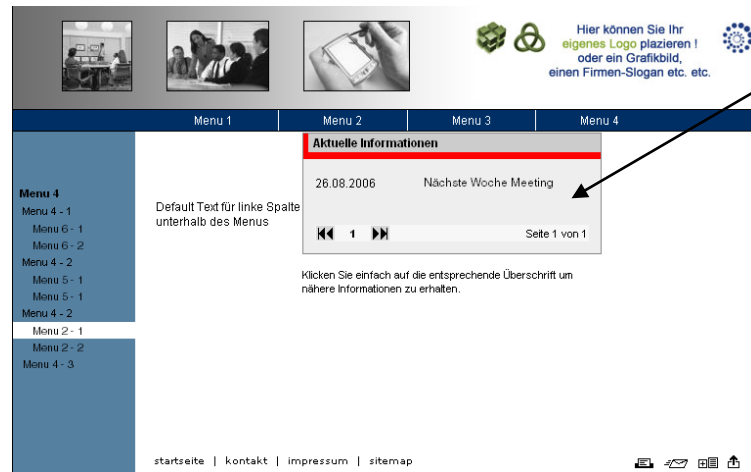 Hier können Sie Ihr
eigenes Logo plazieren !
oder ein Grafikbild,
einen Firmen-Slogan etc. etc.
Menu 1
Menu 2
Menu 3
Menu 4
Aktuelle Informationen
26.08.2006 Nächste Woche Meeting
1 Seite 1 von 1
Menu 4
Menu 4 - 1
Menu 6 - 1
Menu 6 - 2
Menu 4 - 2
Menu 5 - 1
Menu 5 - 1
Menu 4 - 2
Menu 2 - 1
Menu 2 - 2
Menu 4 - 3
Default Text für linke Spalte
unterhalb des Menus
Klicken Sie einfach auf die entsprechende Überschrift um
nähere Informationen zu erhalten.
startseite | kontakt | impressum | sitemap